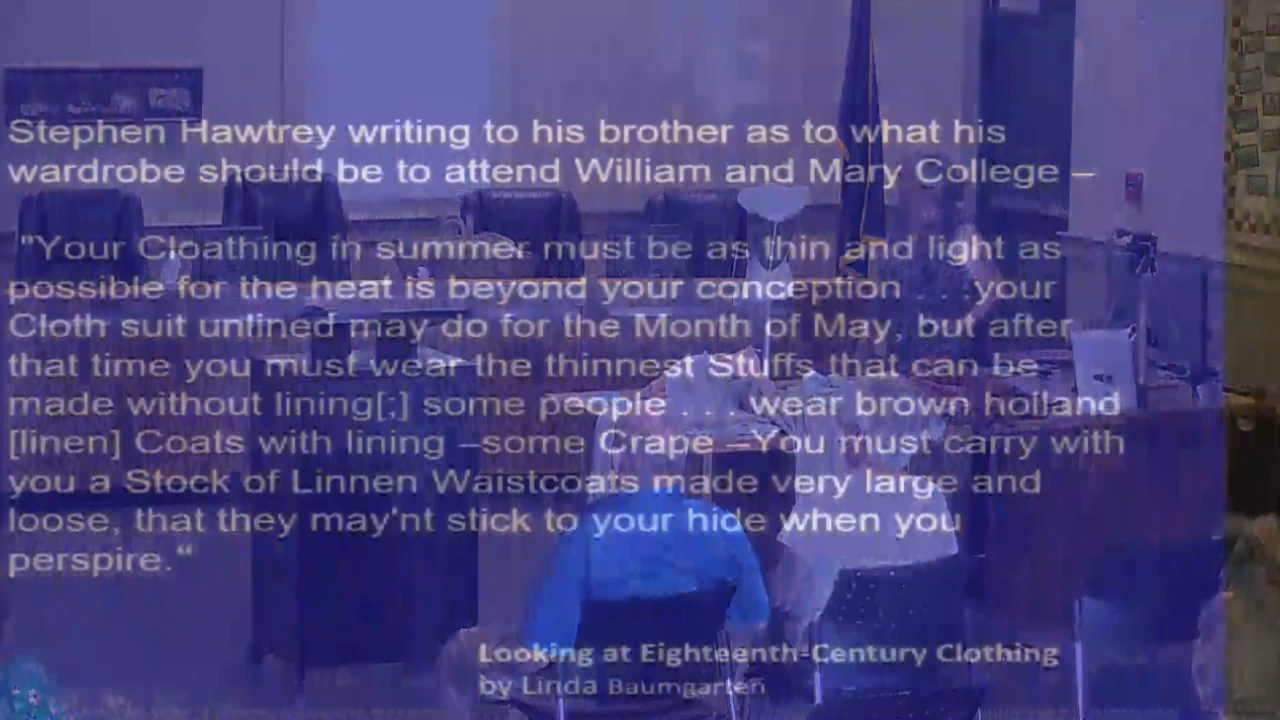 Stephen Hawtrey writing to his brother as to what his
wardrobe should be to attend William and Mary College –
"Your Cloathing in summer must be as thin and light as
possible for the heat is beyond your conception . . . your
Cloth suit unlined may do for the Month of May, but after
that time you must wear the thinnest Stuffs that can be
made without lining[;] some people . . . wear brown holland
[linen] Coats with lining –some Crape –You must carry with
you a Stock of Linnen Waistcoats made very large and
loose, that they may'nt stick to your hide when you
perspire.“
Looking at Eighteenth-Century Clothing
by Linda Baumgarten